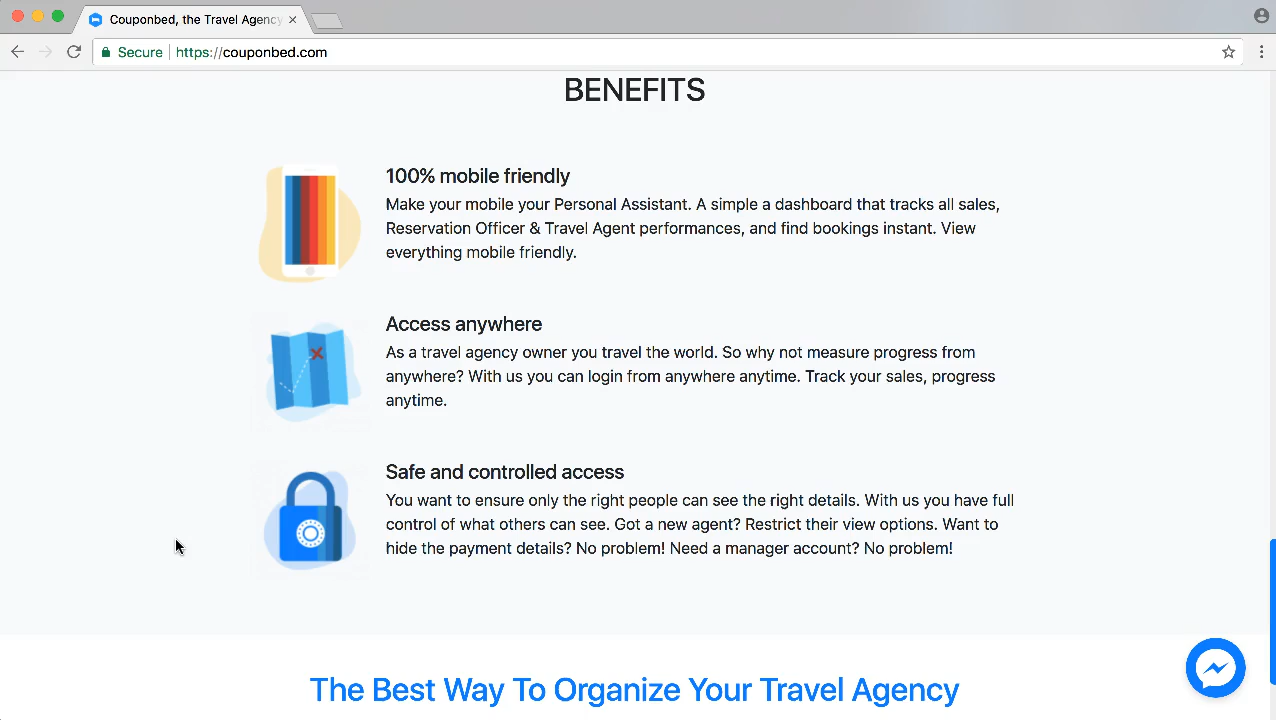 Couponbed, the Travel Agency
Secure
https://couponbed.com
BENEFITS
100% mobile friendly
Make your mobile your Personal Assistant. A simple a dashboard that tracks all sales,
Reservation Officer & Travel Agent performances, and find bookings instant. View
everything mobile friendly.
Access anywhere
As a travel agency owner you travel the world. So why not measure progress from
anywhere? With us you can login from anywhere anytime. Track your sales, progress
anytime.
Safe and controlled access
You want to ensure only the right people can see the right details. With us you have full
control of what others can see. Got a new agent? Restrict their view options. Want to
hide the payment details? No problem! Need a manager account? No problem!
The Best Way To Organize Your Travel Agency